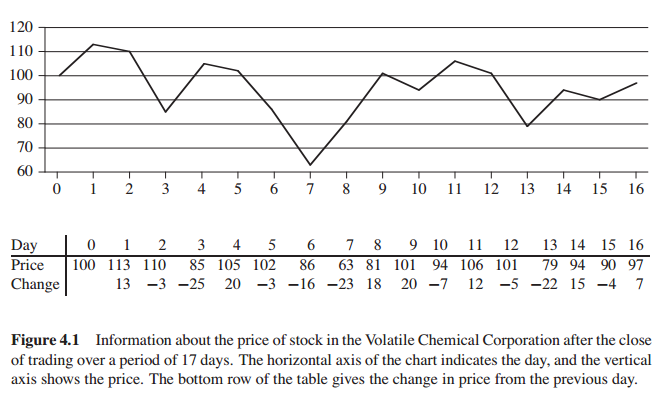 120
110
100
90
80
70
60
0 1 2 3 4 5 6 7 8 9 10 11 12 13 14 15 16
Day 0 1 2 3 4 5 6 7 8 9 10 11 12 13 14 15 16
Price 100 113 110 85 105 102 86 63 81 101 94 106 101 79 94 90 97
Change 13 −3 −25 20 −3 −16 −23 18 20 −7 12 −5 −22 15 −4 7
Figure 4.1 Information about the price of stock in the Volatile Chemical Corporation after the close
of trading over a period of 17 days. The horizontal axis of the chart indicates the day, and the vertical
axis shows the price. The bottom row of the table gives the change in price from the previous day.